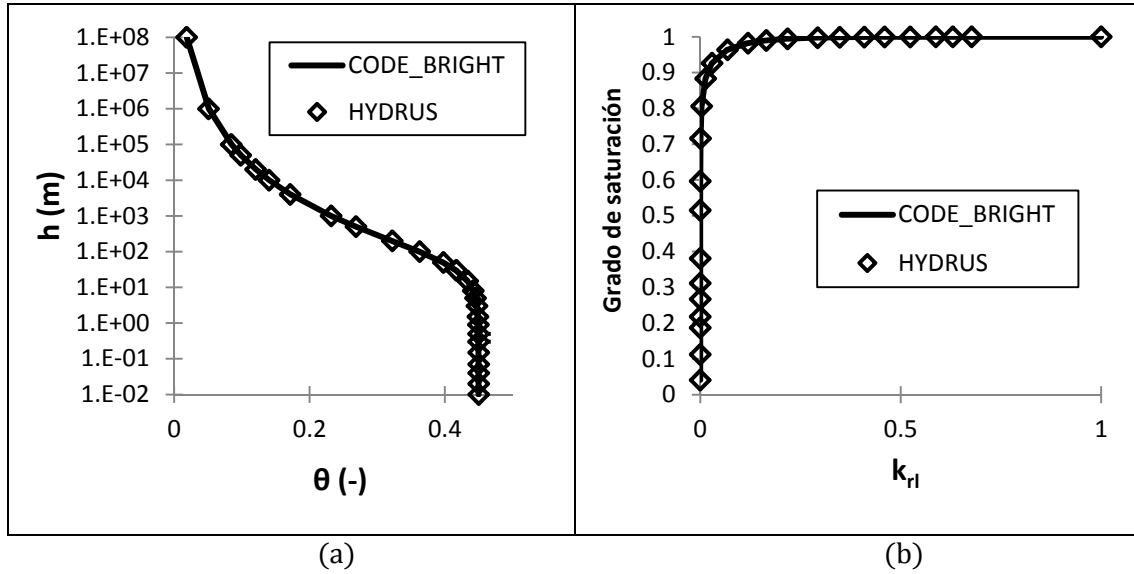 1.E+08
1.E+07
1.E+06
1.E+05
1.E+04
1.E+03
1.E+02
1.E+01
1.E+00
1.E-01
1.E-02
h (m)
0
0.2
0.4
θ (-)
CODE_BRIGHT
HYDRUS
(a)
1
0.9
0.8
0.7
0.6
0.5
0.4
0.3
0.2
0.1
0
Grado de saturación
0
0.5
1
krl
CODE_BRIGHT
HYDRUS
(b)